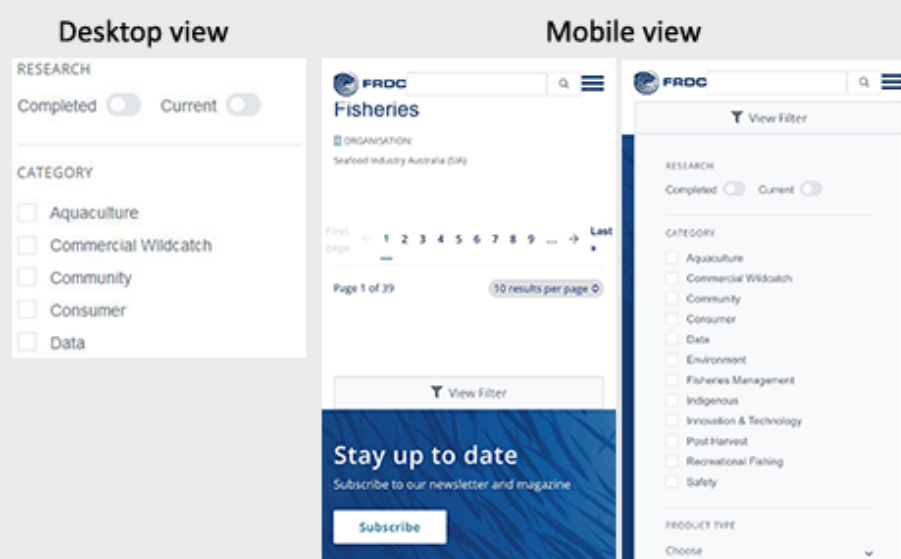 Desktop view
RESEARCH
Completed Current
CATEGORY
Aquaculture
Commercial Wildcatch
Community
Consumer
Data
Mobile view
FRDC
Fisheries
ORGANISATION:
Seafood Industry Australia (SIA)
First page ← 1 2 3 4 5 6 7 8 9 ... → Last
Page 1 of 39 10 results per page
View Filter
Stay up to date
Subscribe to our newsletter and magazine
Subscribe
FRDC
View Filter
RESEARCH
Completed Current
CATEGORY
Aquaculture
Commercial Wildcatch
Community
Consumer
Data
Environment
Fisheries Management
Indigenous
Innovation & Technology
Post Harvest
Recreational Fishing
Safety
PRODUCT TYPE
Choose